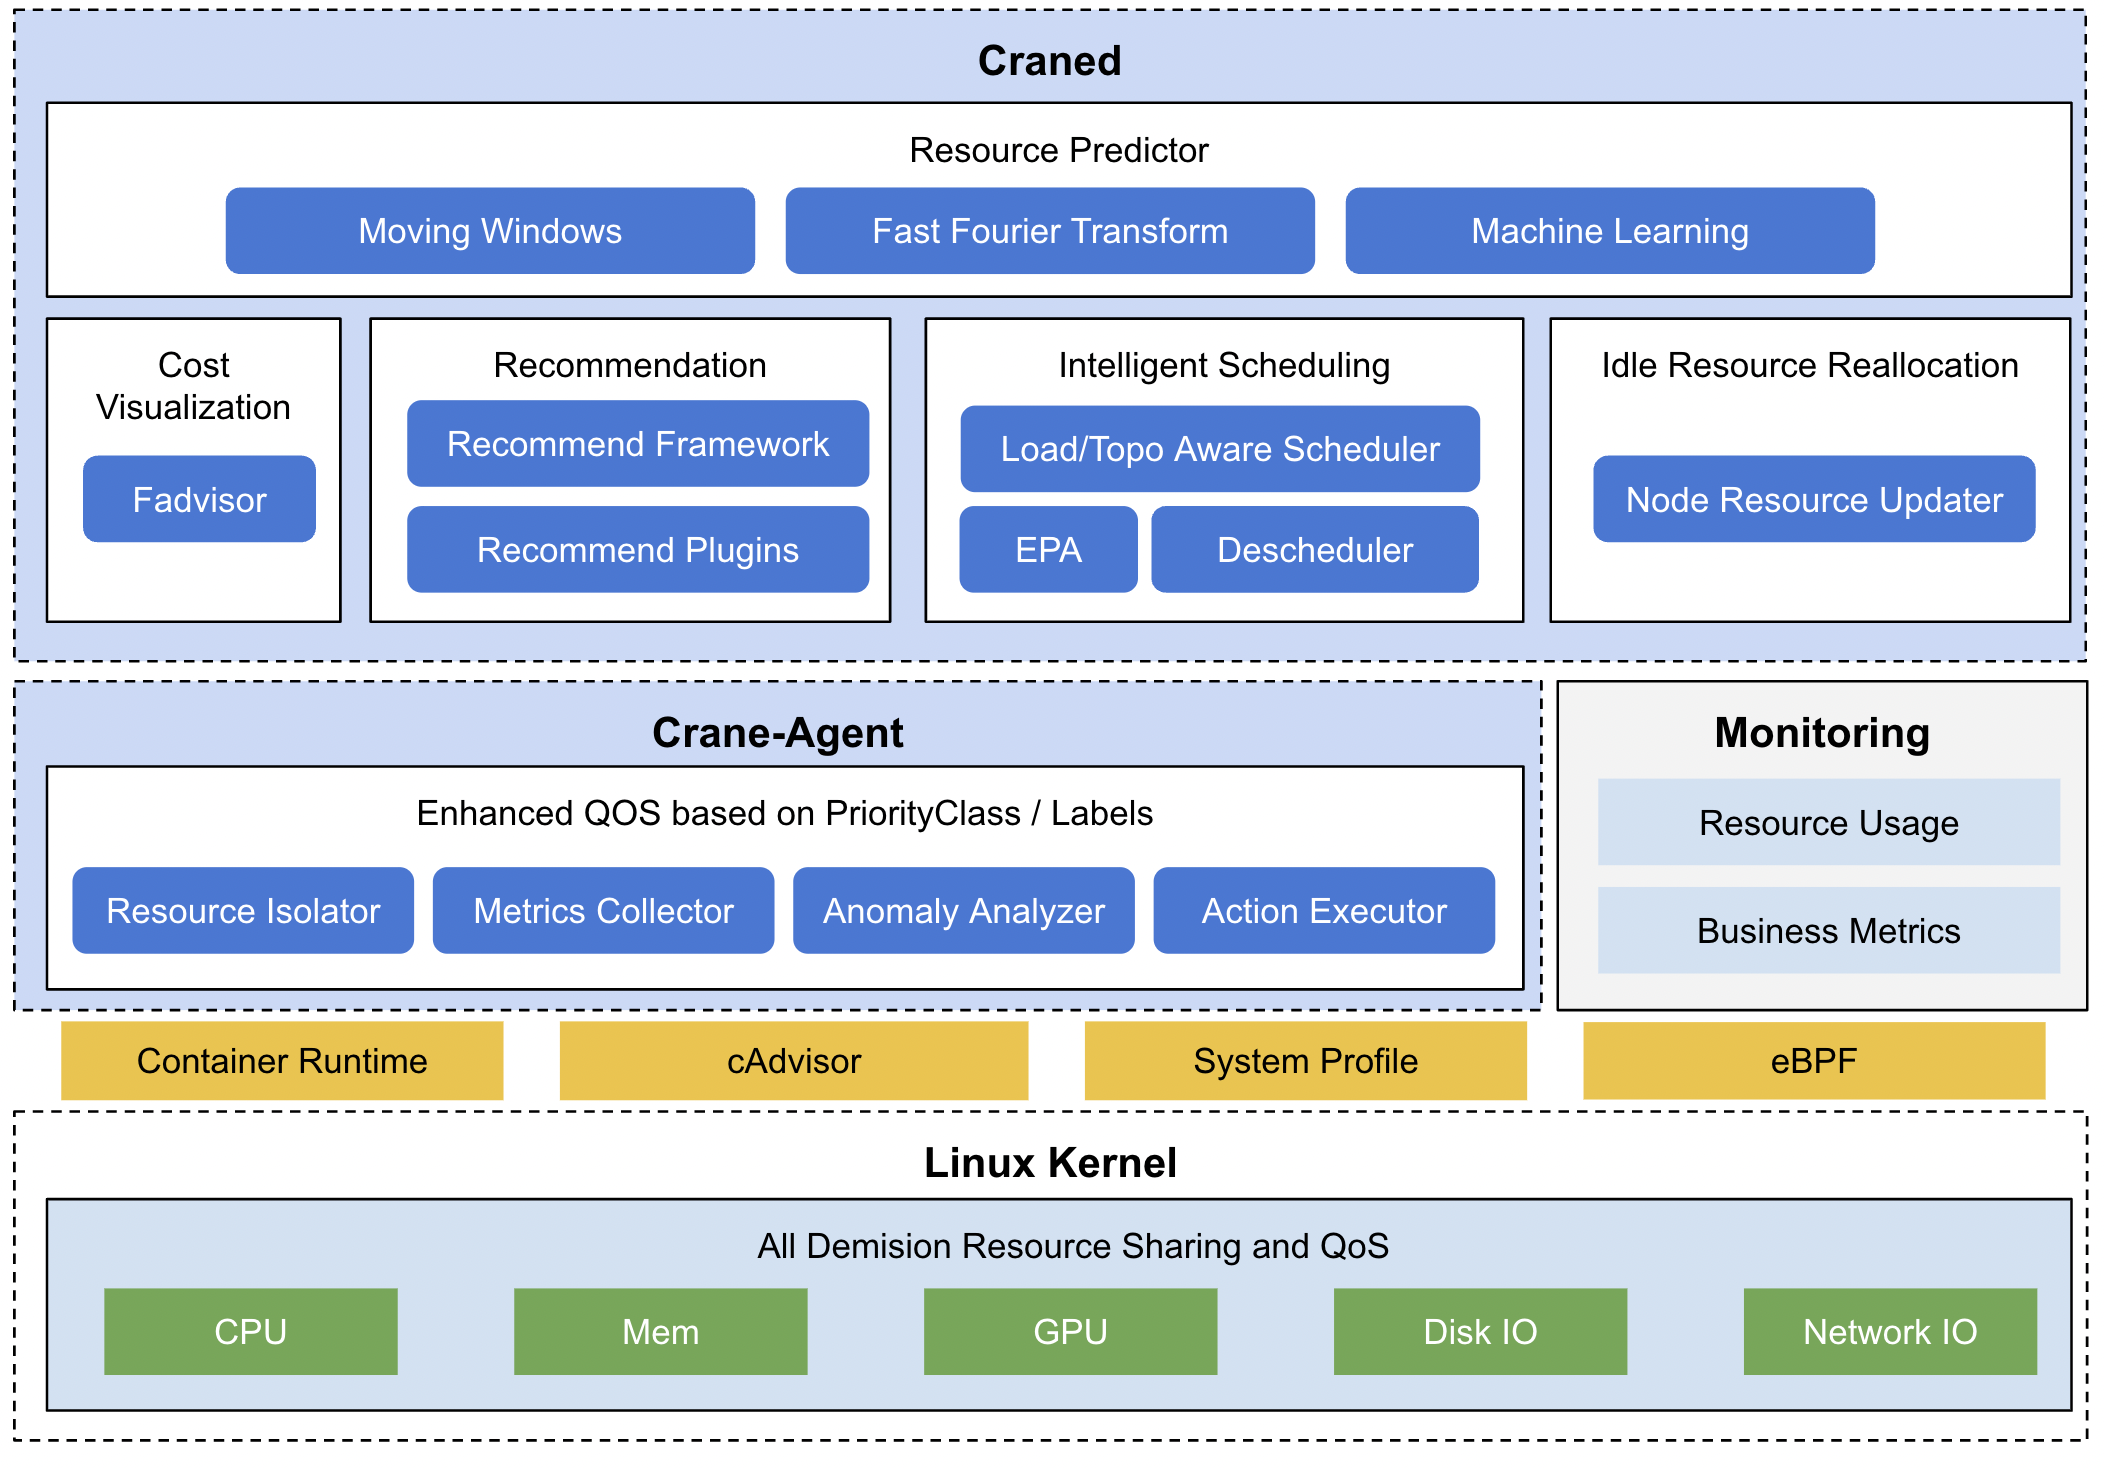 Craned
Resource Predictor
Moving Windows
Fast Fourier Transform
Machine Learning
Cost
Visualization
Fadvisor
Recommendation
Recommend Framework
Recommend Plugins
Intelligent Scheduling
Load/Topo Aware Scheduler
EPA
Descheduler
Idle Resource Reallocation
Node Resource Updater
Crane-Agent
Enhanced QOS based on PriorityClass / Labels
Resource Isolator
Metrics Collector
Anomaly Analyzer
Action Executor
Monitoring
Resource Usage
Business Metrics
Container Runtime
cAdvisor
System Profile
eBPF
Linux Kernel
All Demision Resource Sharing and QoS
CPU
Mem
GPU
Disk IO
Network IO